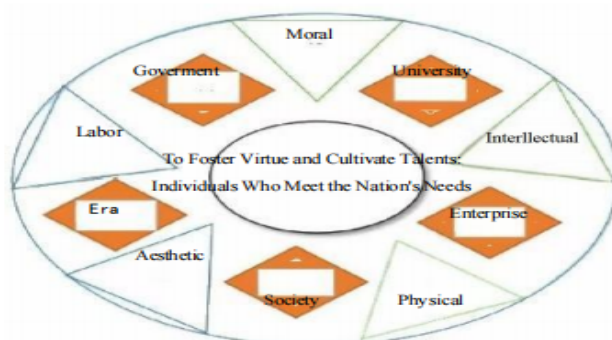 Moral
Goverment
University
Labor
Interllectual
To Foster Virtue and Cultivate Talents:
Individuals Who Meet the Nation's Needs
Era
Enterprise
Aesthetic
Society
Physical